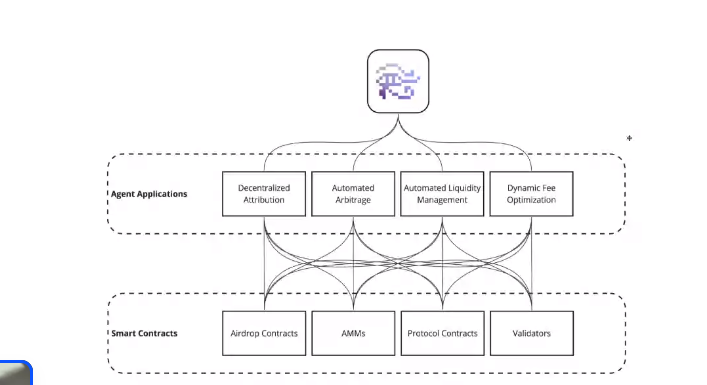 Agent Applications
Decentralized
Attribution
Automated
Arbitrage
Automated Liquidity
Management
Dynamic Fee
Optimization
Smart Contracts
Airdrop Contracts
AMMs
Protocol Contracts
Validators